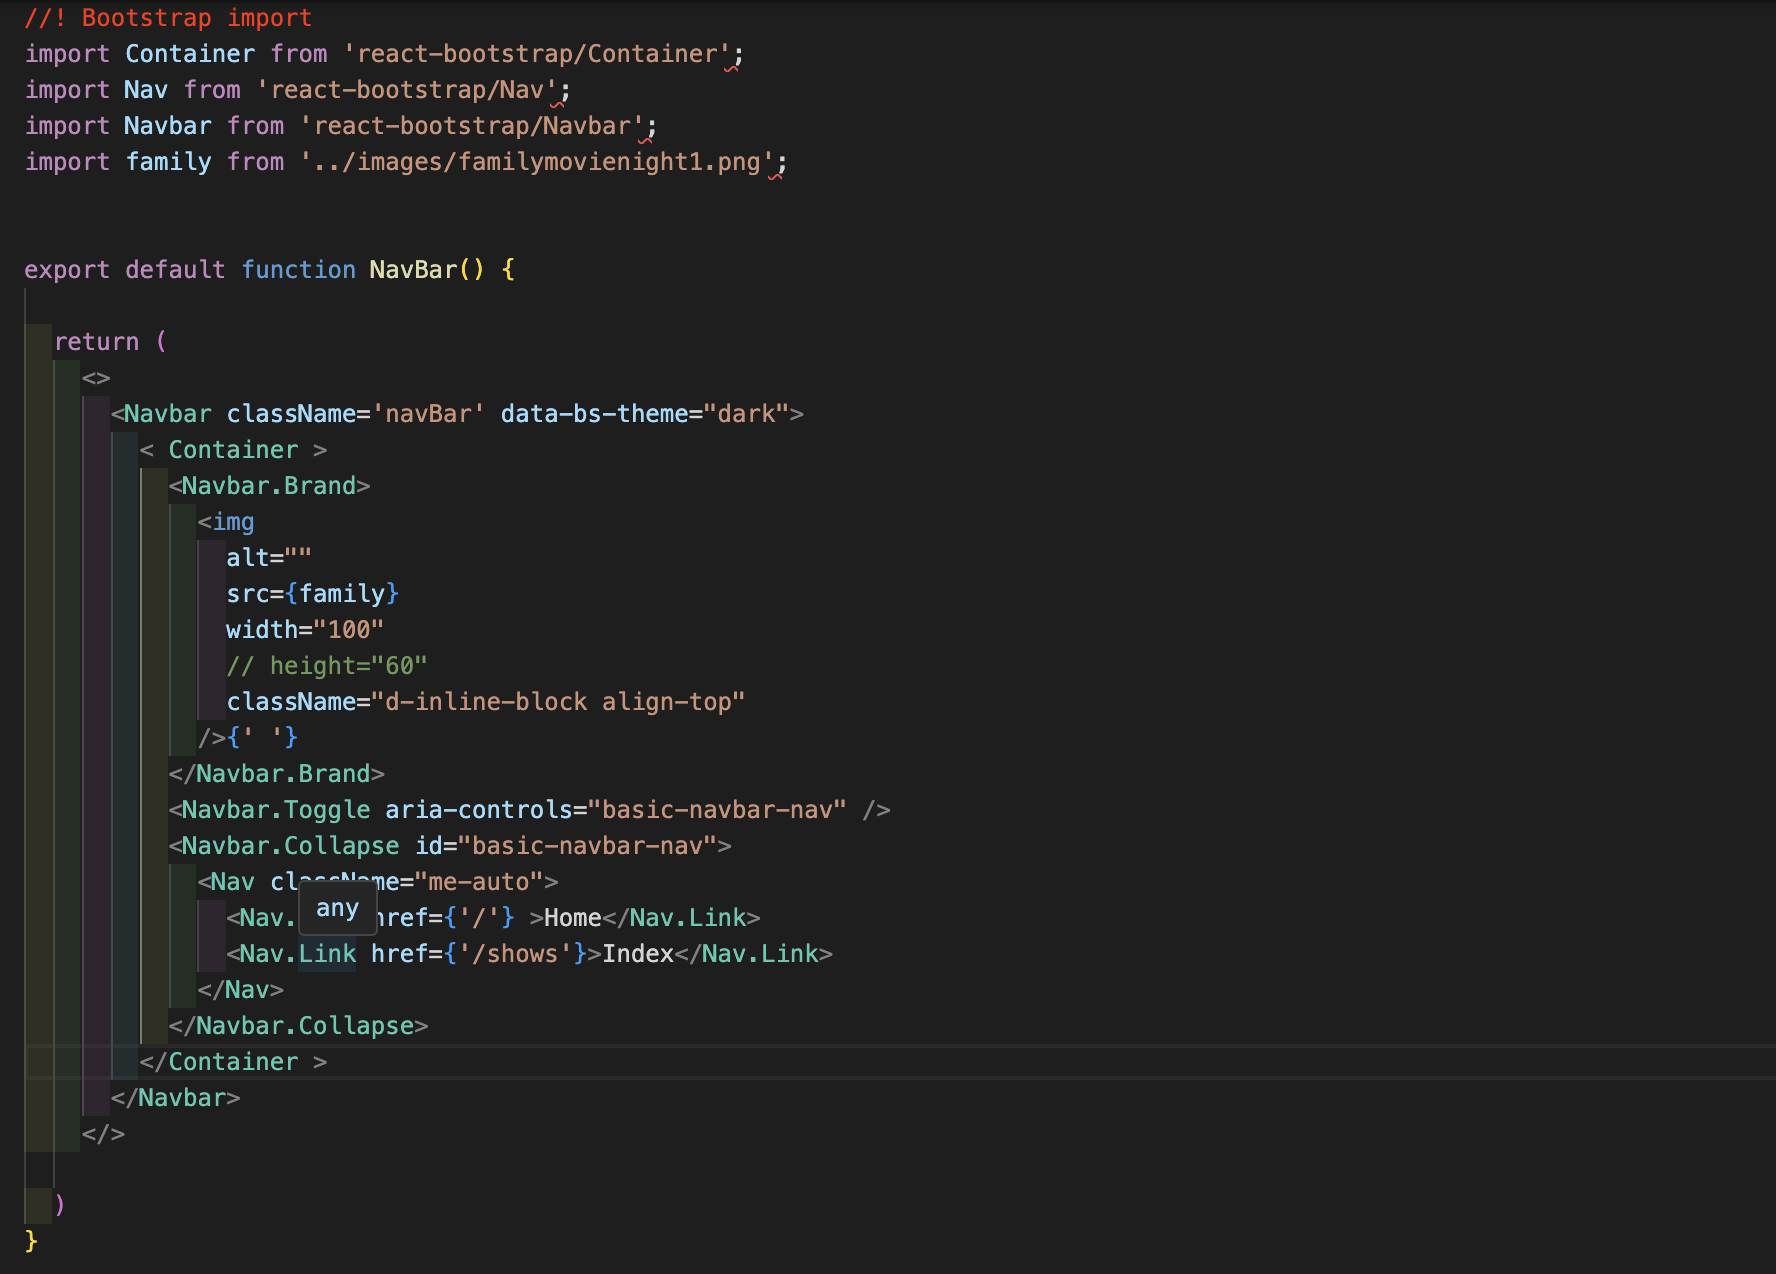 //! Bootstrap import
import Container from 'react-bootstrap/Container';
import Nav from 'react-bootstrap/Nav';
import Navbar from 'react-bootstrap/Navbar';
import family from '../images/familymovienight1.png';
export default function NavBar() {
return (
<>
<Navbar className='navBar' data-bs-theme="dark">
< Container >
<Navbar.Brand>
<img
alt=""
src={family}
width="100"
// height="60"
className="d-inline-block align-top"
/>{' '}
</Navbar.Brand>
<Navbar.Toggle aria-controls="basic-navbar-nav" />
<Navbar.Collapse id="basic-navbar-nav">
<Nav className="me-auto">
<Nav. any href={'/'} >Home</Nav.Link>
<Nav.Link href={'/shows'}>Index</Nav.Link>
</Nav>
</Navbar.Collapse>
</Container >
</Navbar>
</>
)
}